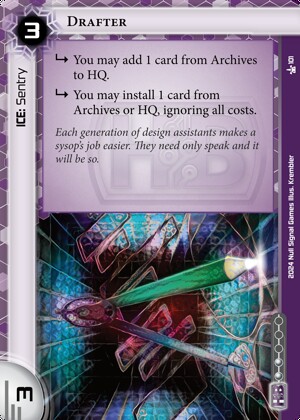 DRAFTER
3
ICE: Sentry
↳ You may add 1 card from Archives
to HQ.
↳ You may install 1 card from
Archives or HQ, ignoring all costs.
Each generation of design assistants makes a
sysop's job easier. They need only speak and it
will be so.
101
2024 Null Signal Games Illus. Krembler
3